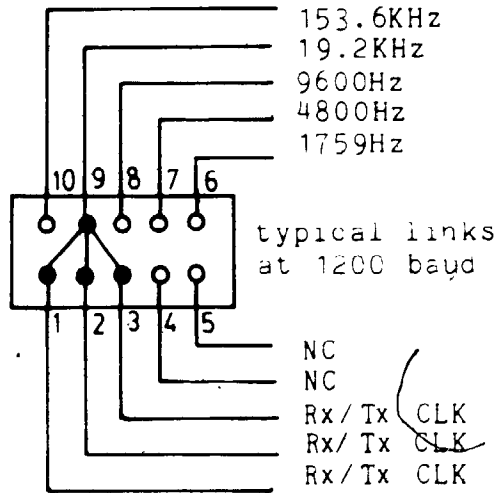 153.6KHz
19.2KHz
9600Hz
4800Hz
1759Hz
10 9 8 7 6
typical links
at 1200 baud
1 2 3 4 5
NC
NC
Rx/Tx CLK
Rx/Tx CLK
Rx/Tx CLK